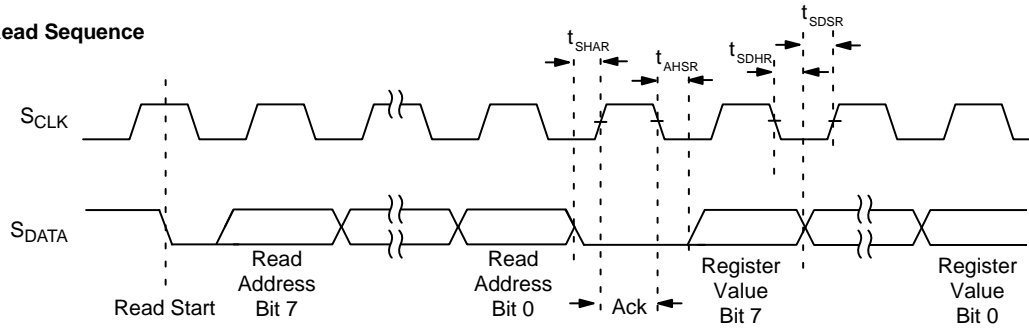 Read Sequence
tSHAR
tAHSR
tSDHR
tSDSR
SCLK
SDATA
Read Start
Read
Address
Bit 7
Read
Address
Bit 0
Ack
Register
Value
Bit 7
Register
Value
Bit 0